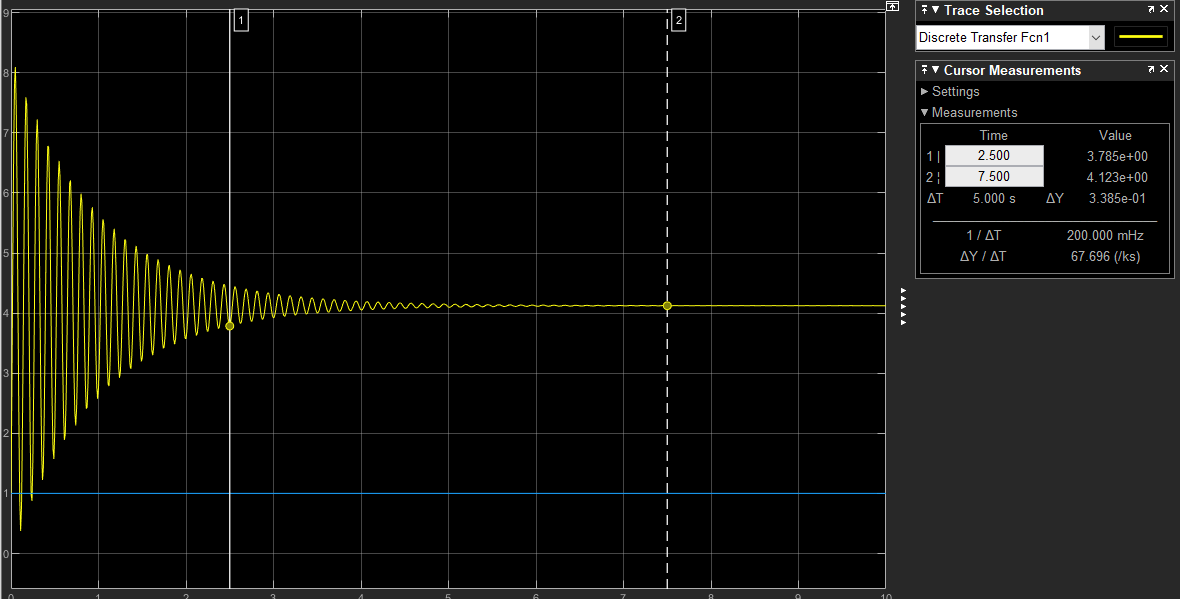 9
8
7
6
5
4
3
2
1
0
0 1 2 3 4 5 6 7 8 9 10
1
2
Trace Selection
Discrete Transfer Fcn1
Cursor Measurements
Settings
Measurements
Time Value
1 | 2.500 3.785e+00
2 ¦ 7.500 4.123e+00
ΔT 5.000 s ΔY 3.385e-01
1 / ΔT 200.000 mHz
ΔY / ΔT 67.696 (/ks)